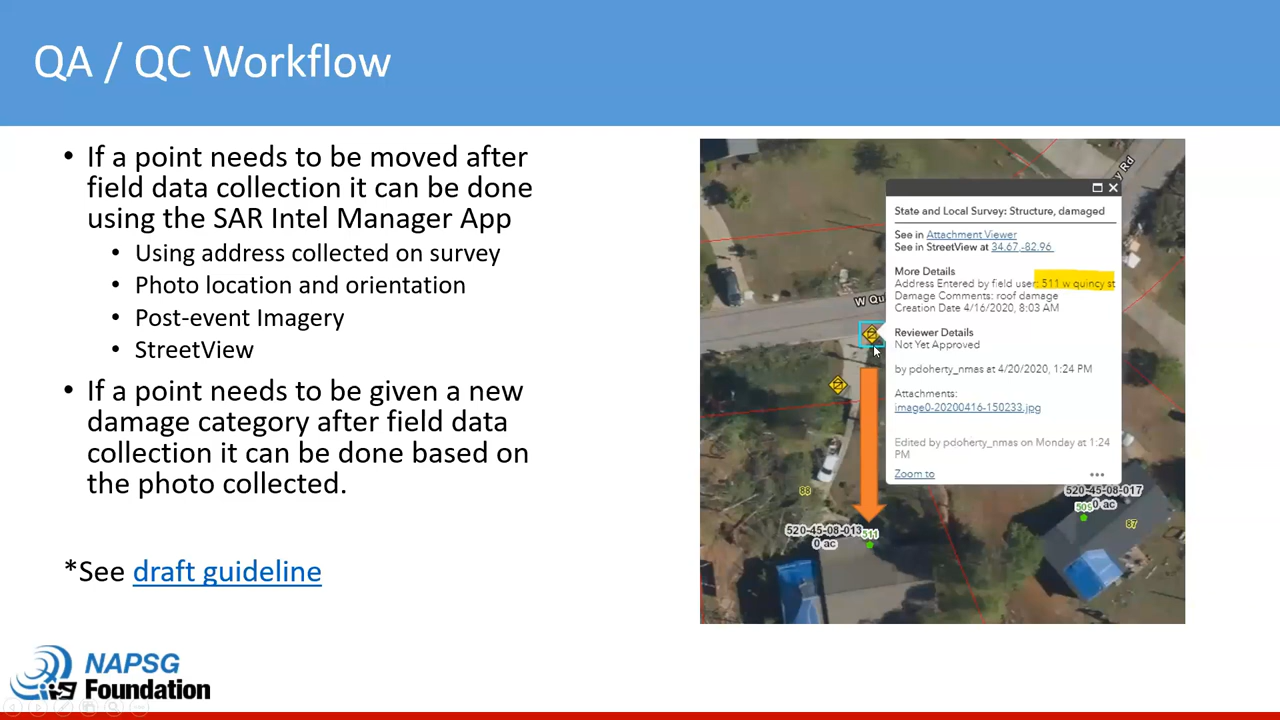 QA / QC Workflow
• If a point needs to be moved after
field data collection it can be done
using the SAR Intel Manager App
• Using address collected on survey
• Photo location and orientation
• Post-event Imagery
• StreetView
• If a point needs to be given a new
damage category after field data
collection it can be done based on
the photo collected.
*See draft guideline
NAPSG
Foundation
y Rd
W Qu
State and Local Survey: Structure, damaged
See in Attachment Viewer
See in StreetView at 34.67,-82.96
More Details
Address Entered by field user: 511 w quincy st
Damage Comments: roof damage
Creation Date 4/16/2020, 8:03 AM
Reviewer Details
Not Yet Approved
by pdoherty_nmas at 4/20/2020, 1:24 PM
Attachments:
image0-20200416-150233.jpg
Edited by pdoherty_nmas on Monday at 1:24
PM
Zoom to
88
520-45-08-013
0 ac
511
520-45-08-017
0 ac
87